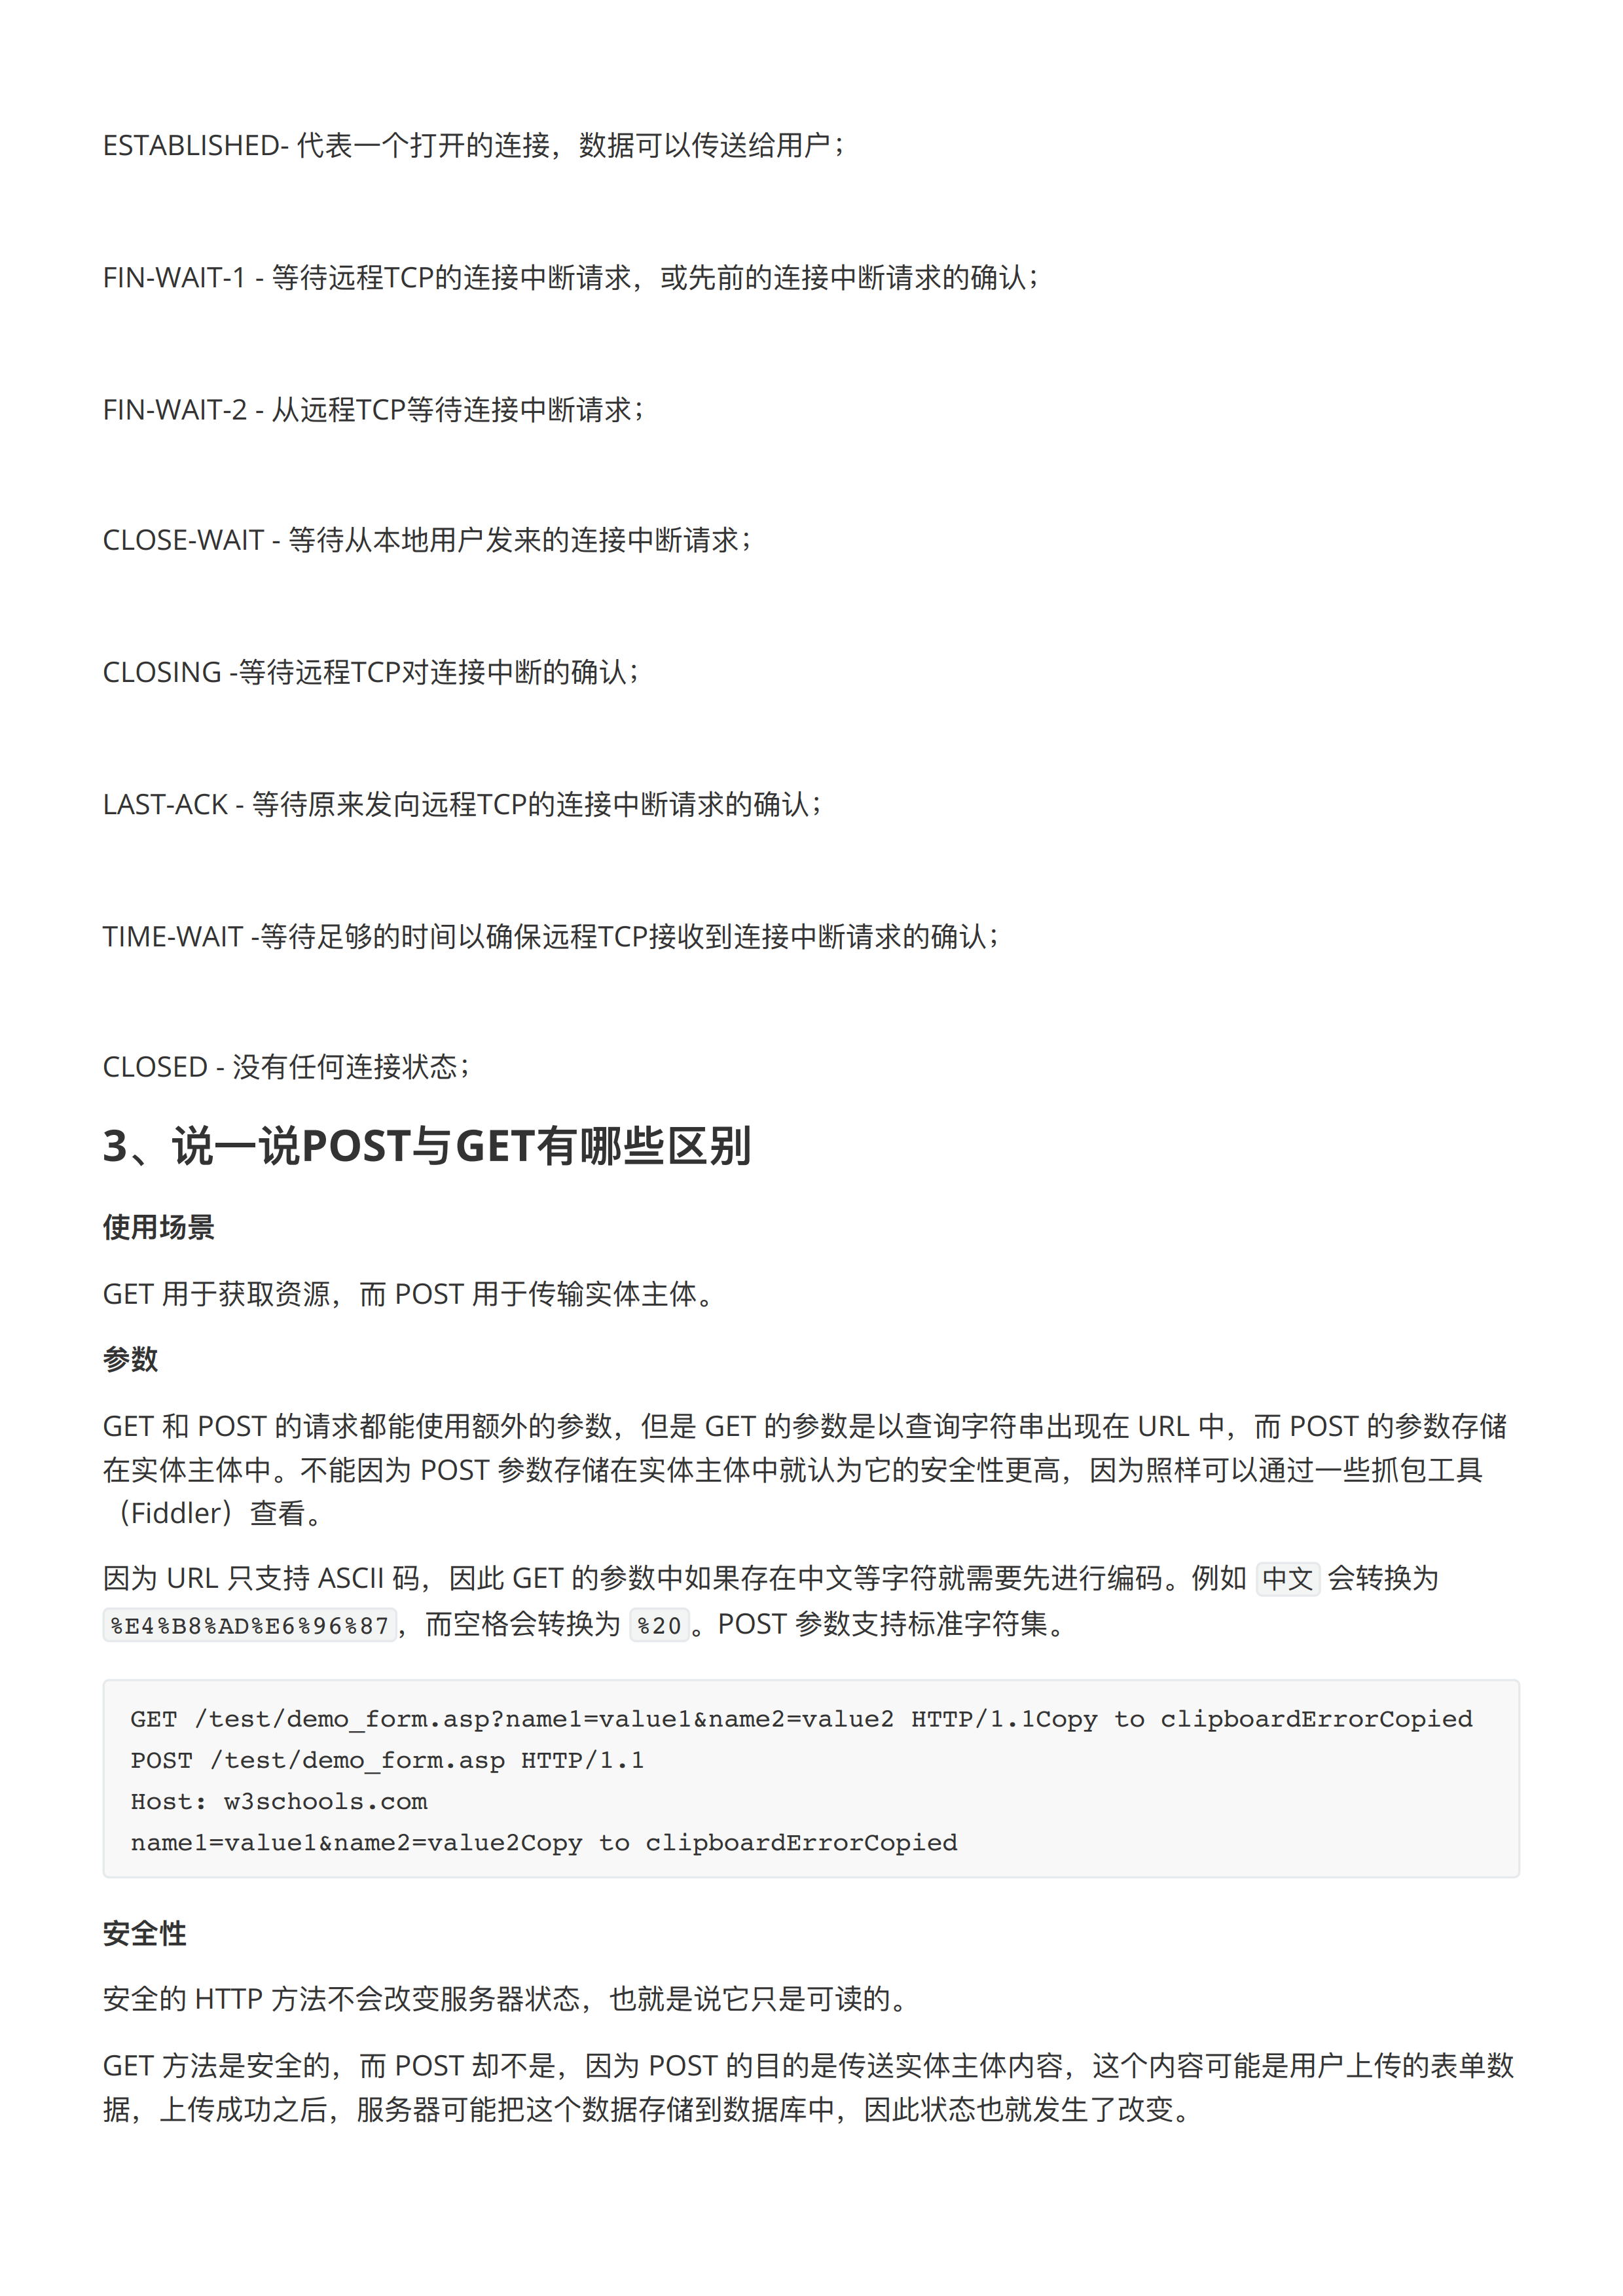 ESTABLISHED- 代表一个打开的连接，数据可以传送给用户；
FIN-WAIT-1 - 等待远程TCP的连接中断请求，或先前的连接中断请求的确认；
FIN-WAIT-2 - 从远程TCP等待连接中断请求；
CLOSE-WAIT - 等待从本地用户发来的连接中断请求；
CLOSING -等待远程TCP对连接中断的确认；
LAST-ACK - 等待原来发向远程TCP的连接中断请求的确认；
TIME-WAIT -等待足够的时间以确保远程TCP接收到连接中断请求的确认；
CLOSED - 没有任何连接状态；
3、说一说POST与GET有哪些区别
使用场景
GET 用于获取资源，而 POST 用于传输实体主体。
参数
GET 和 POST 的请求都能使用额外的参数，但是 GET 的参数是以查询字符串出现在 URL 中，而 POST 的参数存储
在实体主体中。不能因为 POST 参数存储在实体主体中就认为它的安全性更高，因为照样可以通过一些抓包工具
（Fiddler）查看。
因为 URL 只支持 ASCII 码，因此 GET 的参数中如果存在中文等字符就需要先进行编码。例如 中文 会转换为
%E4%B8%AD%E6%96%87，而空格会转换为 %20。POST 参数支持标准字符集。
GET /test/demo_form.asp?name1=value1&name2=value2 HTTP/1.1Copy to clipboardErrorCopied
POST /test/demo_form.asp HTTP/1.1
Host: w3schools.com
name1=value1&name2=value2Copy to clipboardErrorCopied
安全性
安全的 HTTP 方法不会改变服务器状态，也就是说它只是可读的。
GET 方法是安全的，而 POST 却不是，因为 POST 的目的是传送实体主体内容，这个内容可能是用户上传的表单数
据，上传成功之后，服务器可能把这个数据存储到数据库中，因此状态也就发生了改变。